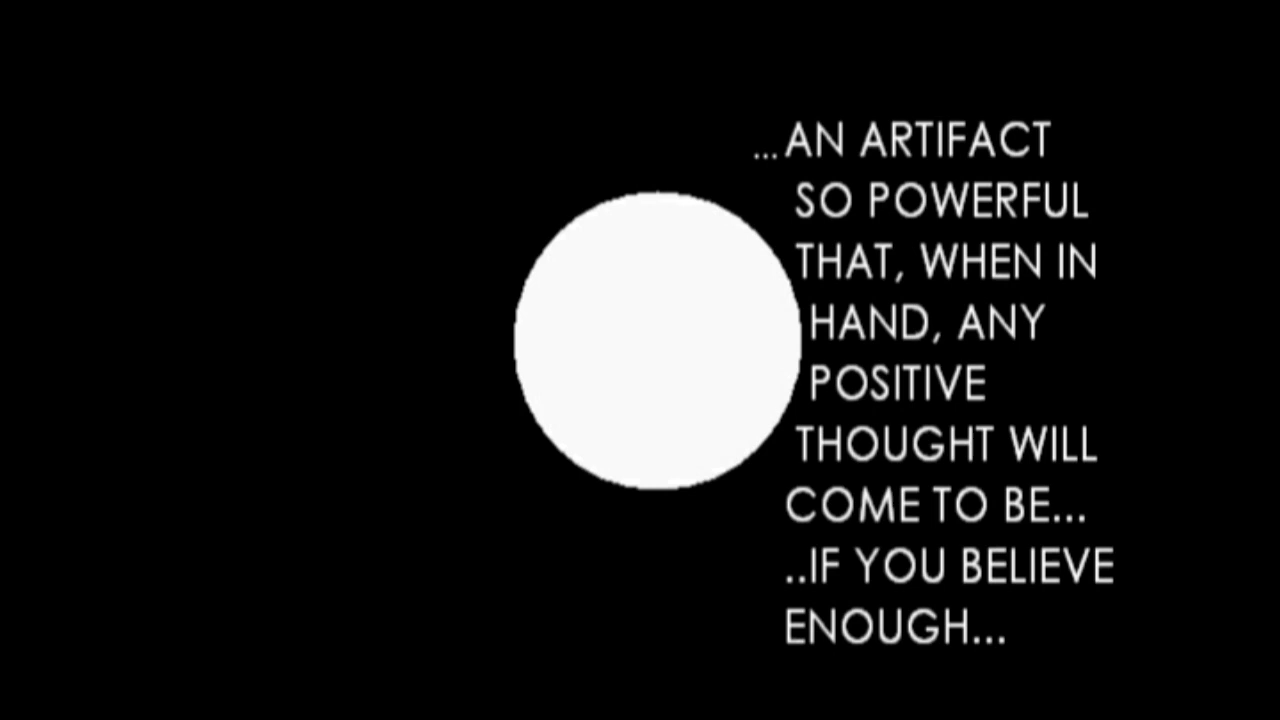 ...AN ARTIFACT
SO POWERFUL
THAT, WHEN IN
HAND, ANY
POSITIVE
THOUGHT WILL
COME TO BE...
..IF YOU BELIEVE
ENOUGH...